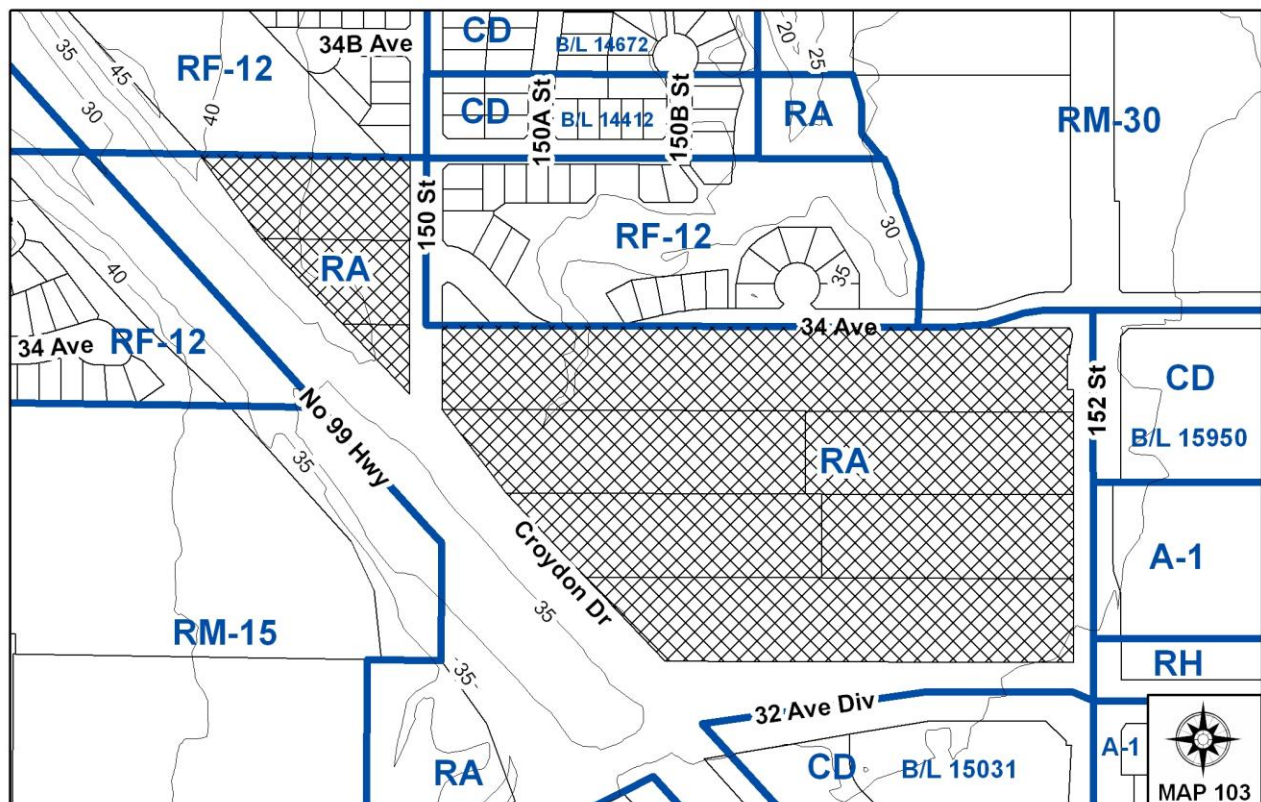 34B Ave
CD
B/L 14672
20
25
35
45
RF-12
40
30
CD
150A St
B/L 14412
150B St
RA
RM-30
150 St
RF-12
30
RA
35
40
34 Ave
RF-12
34 Ave
152 St
CD
B/L 15950
No 99 Hwy
35
RA
Croydon Dr
35
A-1
RM-15
35
RH
32 Ave Div
RA
CD
B/L 15031
A-1
MAP 103